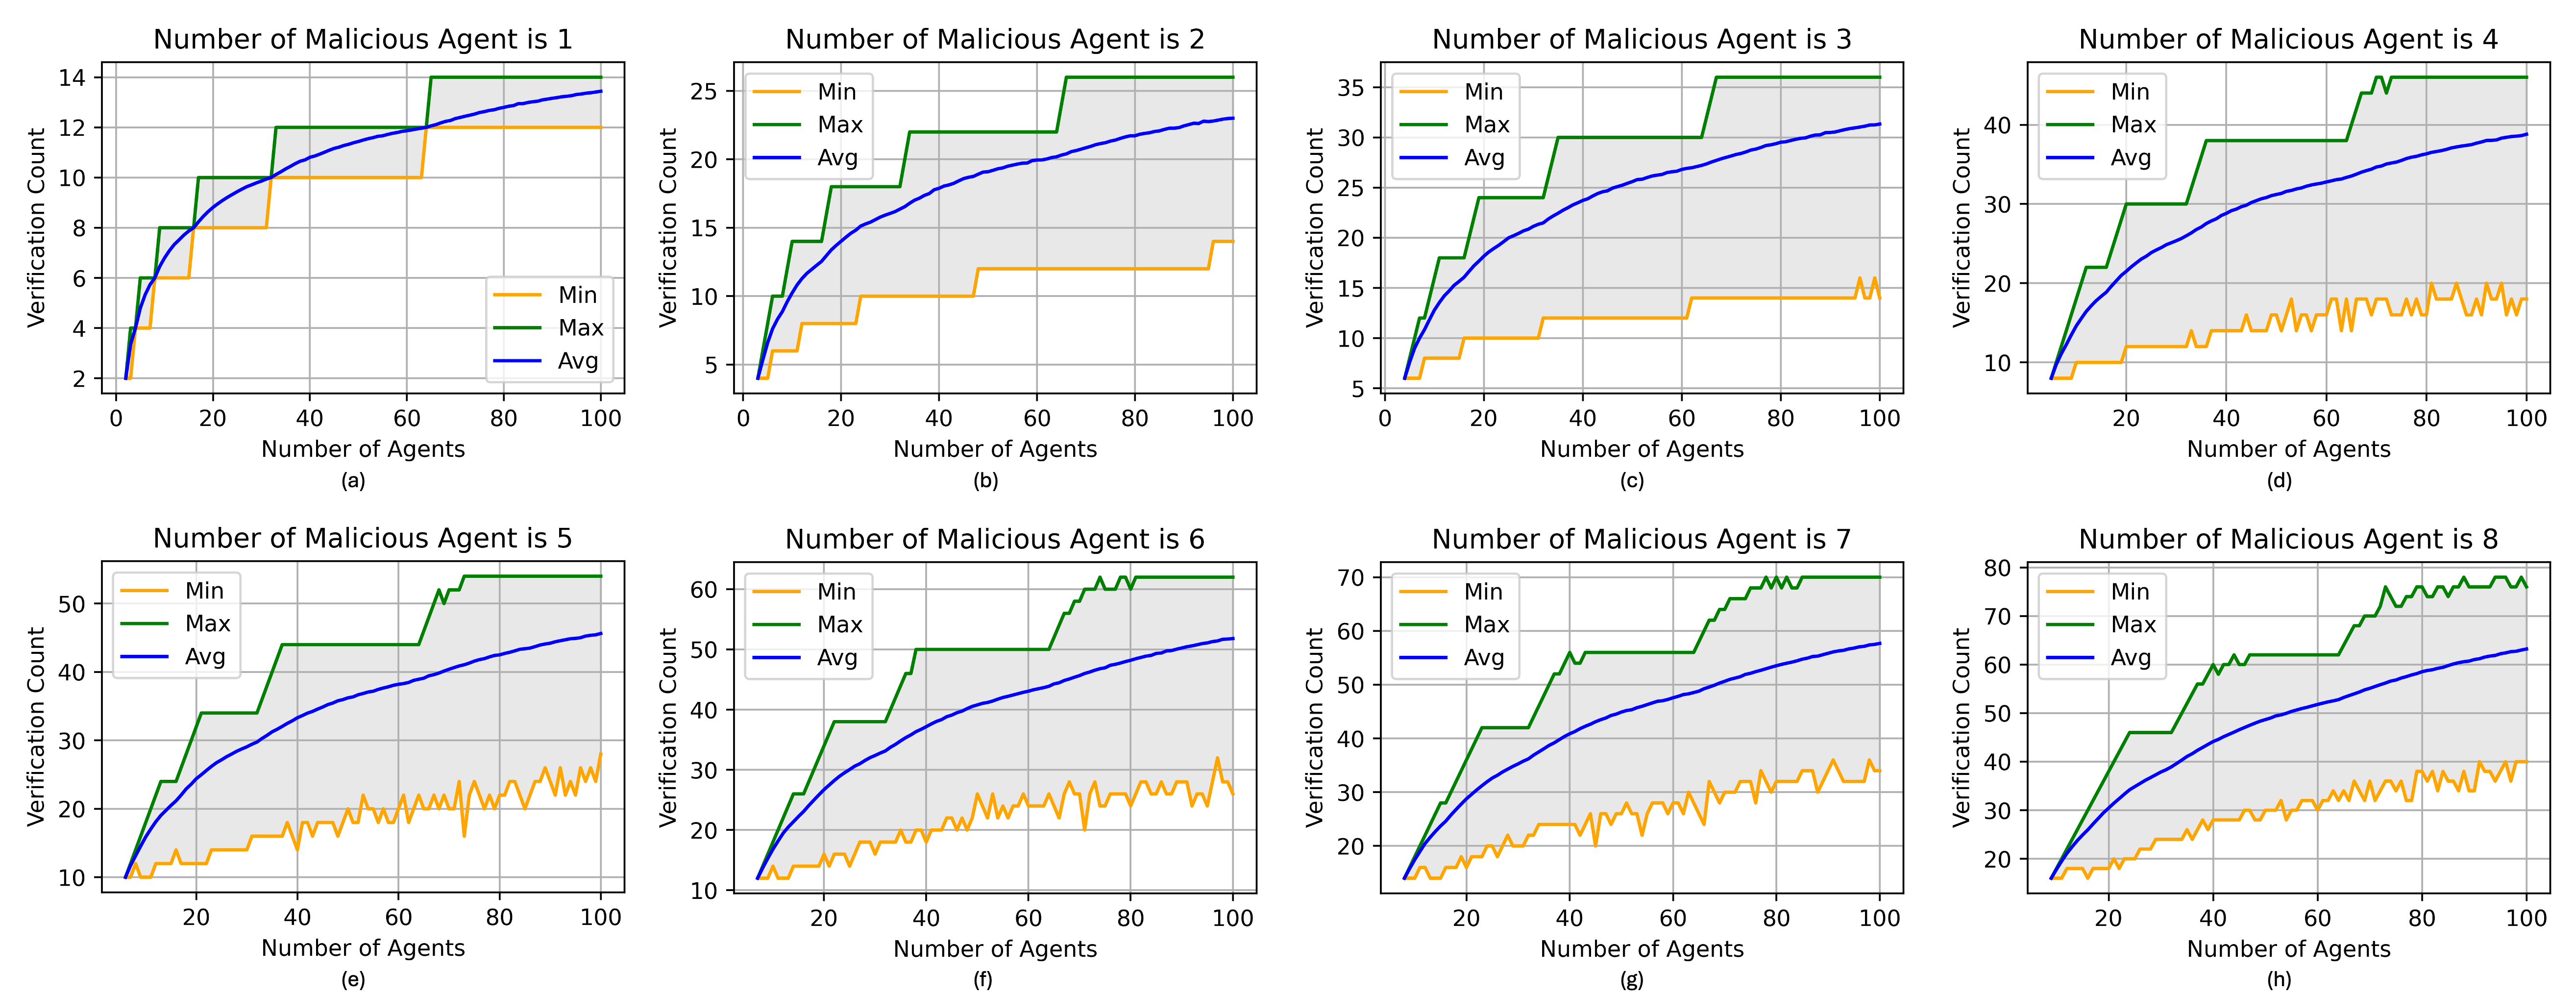 Number of Malicious Agent is 1
Verification Count
14
12
10
8
6
4
2
Min
Max
Avg
0 20 40 60 80 100
Number of Agents
(a)
Number of Malicious Agent is 2
Verification Count
25
20
15
10
5
Min
Max
Avg
0 20 40 60 80 100
Number of Agents
(b)
Number of Malicious Agent is 3
Verification Count
35
30
25
20
15
10
5
Min
Max
Avg
0 20 40 60 80 100
Number of Agents
(c)
Number of Malicious Agent is 4
Verification Count
40
30
20
10
Min
Max
Avg
20 40 60 80 100
Number of Agents
(d)
Number of Malicious Agent is 5
Verification Count
50
40
30
20
10
Min
Max
Avg
20 40 60 80 100
Number of Agents
(e)
Number of Malicious Agent is 6
Verification Count
60
50
40
30
20
10
Min
Max
Avg
20 40 60 80 100
Number of Agents
(f)
Number of Malicious Agent is 7
Verification Count
70
60
50
40
30
20
Min
Max
Avg
20 40 60 80 100
Number of Agents
(g)
Number of Malicious Agent is 8
Verification Count
80
70
60
50
40
30
20
Min
Max
Avg
20 40 60 80 100
Number of Agents
(h)